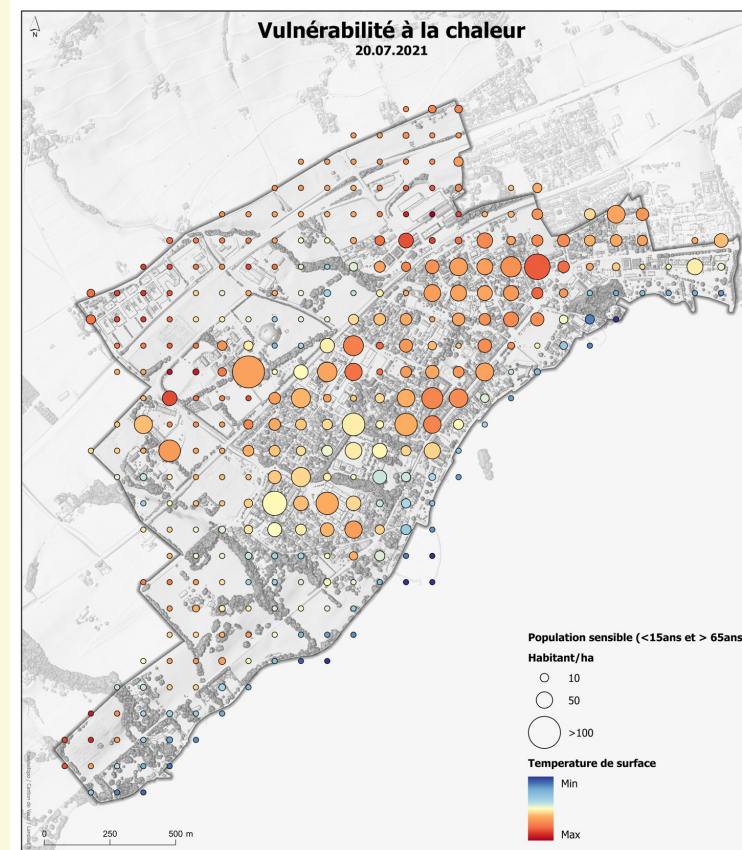 N
Vulnérabilité à la chaleur
20.07.2021
Population sensible (<15ans et > 65ans
Habitant/ha
10
50
>100
Temperature de surface
Min
Max
0 250 500 m